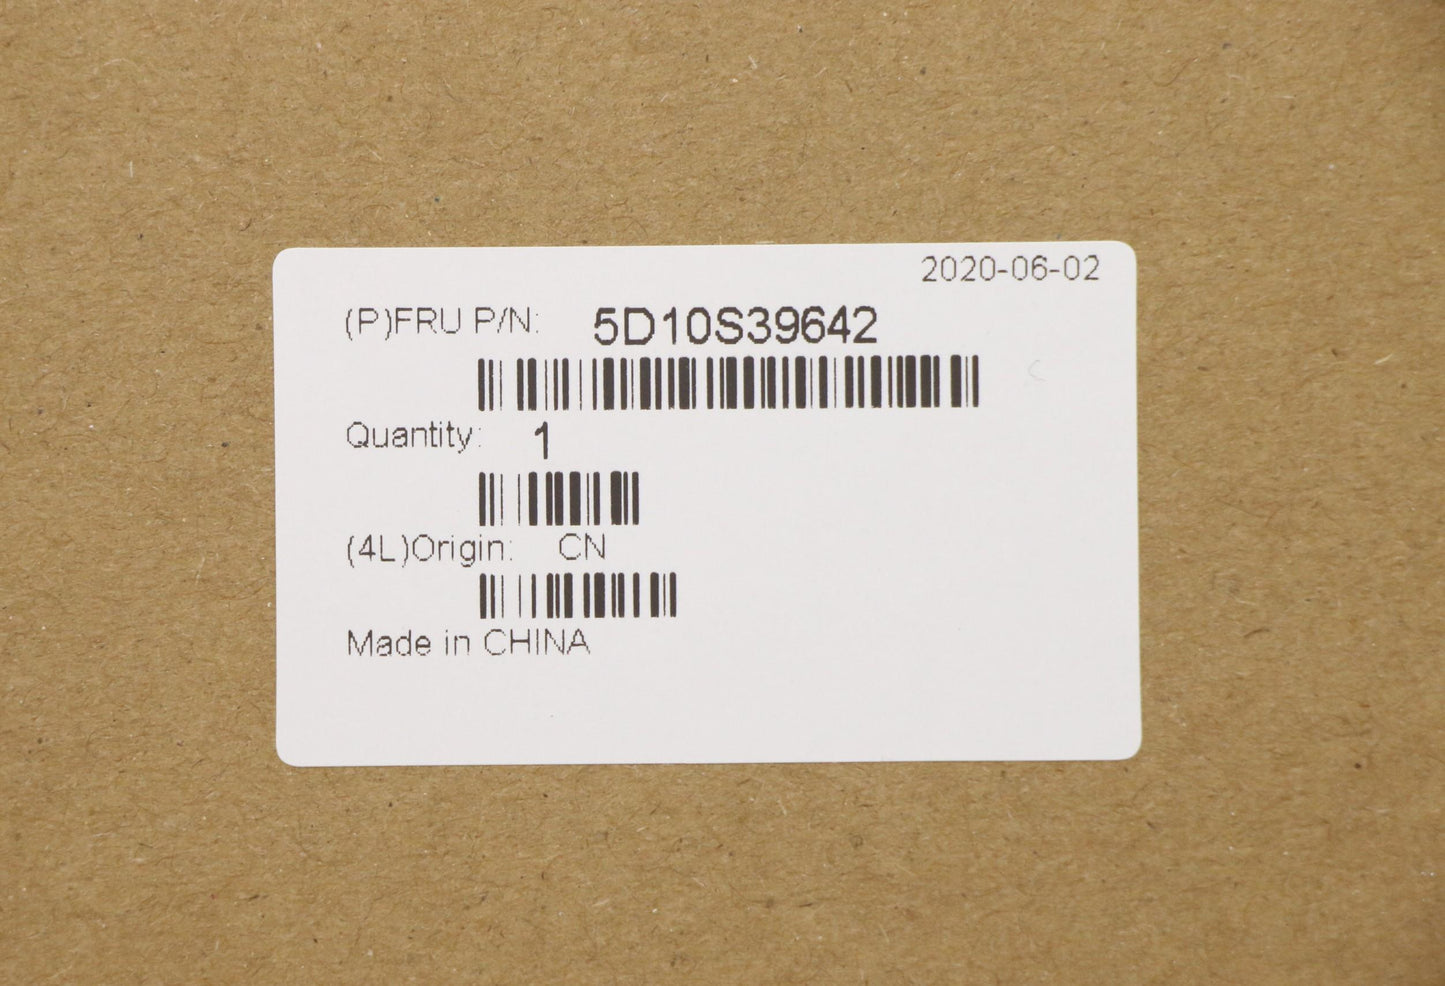 2020-06-02
(P)FRU P/N: 5D10S39642
Quantity: 1
(4L)Origin: CN
Made in CHINA